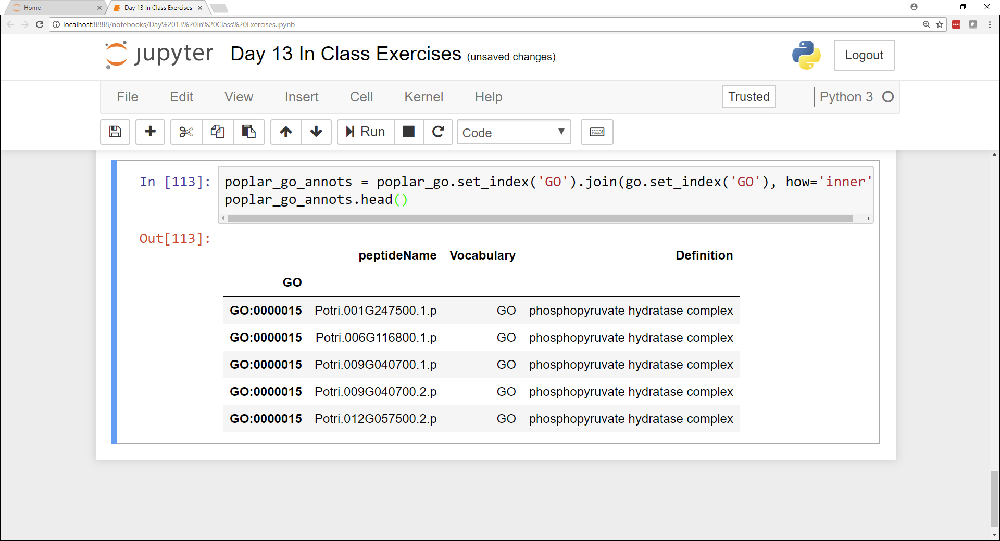 Home
Day 13 In Class Exercises
localhost:8888/notebooks/Day%2013%20In%20Class%20Exercises.ipynb
jupyter Day 13 In Class Exercises (unsaved changes)
Logout
File Edit View Insert Cell Kernel Help Trusted Python 3
Run Code
In [113]: poplar_go_annots = poplar_go.set_index('GO').join(go.set_index('GO'), how='inner'
poplar_go_annots.head()
Out[113]:
peptideName Vocabulary Definition
GO
GO:0000015 Potri.001G247500.1.p GO phosphopyruvate hydratase complex
GO:0000015 Potri.006G116800.1.p GO phosphopyruvate hydratase complex
GO:0000015 Potri.009G040700.1.p GO phosphopyruvate hydratase complex
GO:0000015 Potri.009G040700.2.p GO phosphopyruvate hydratase complex
GO:0000015 Potri.012G057500.2.p GO phosphopyruvate hydratase complex